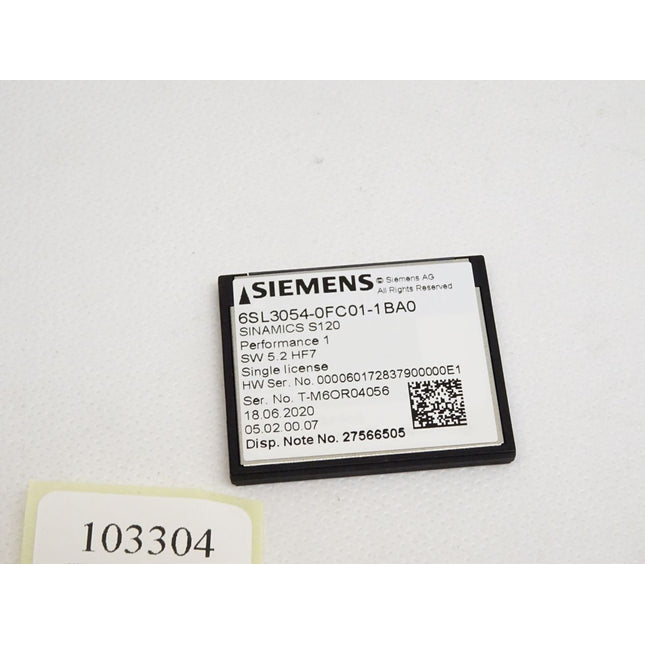 SIEMENS © Siemens AG
All Rights Reserved
6SL3054-0FC01-1BA0
SINAMICS S120
Performance 1
SW 5.2 HF7
Single license
HW Ser. No. 000060172837900000E1
Ser. No. T-M6OR04056
18.06.2020
05.02.00.07
Disp. Note No. 27566505
103304